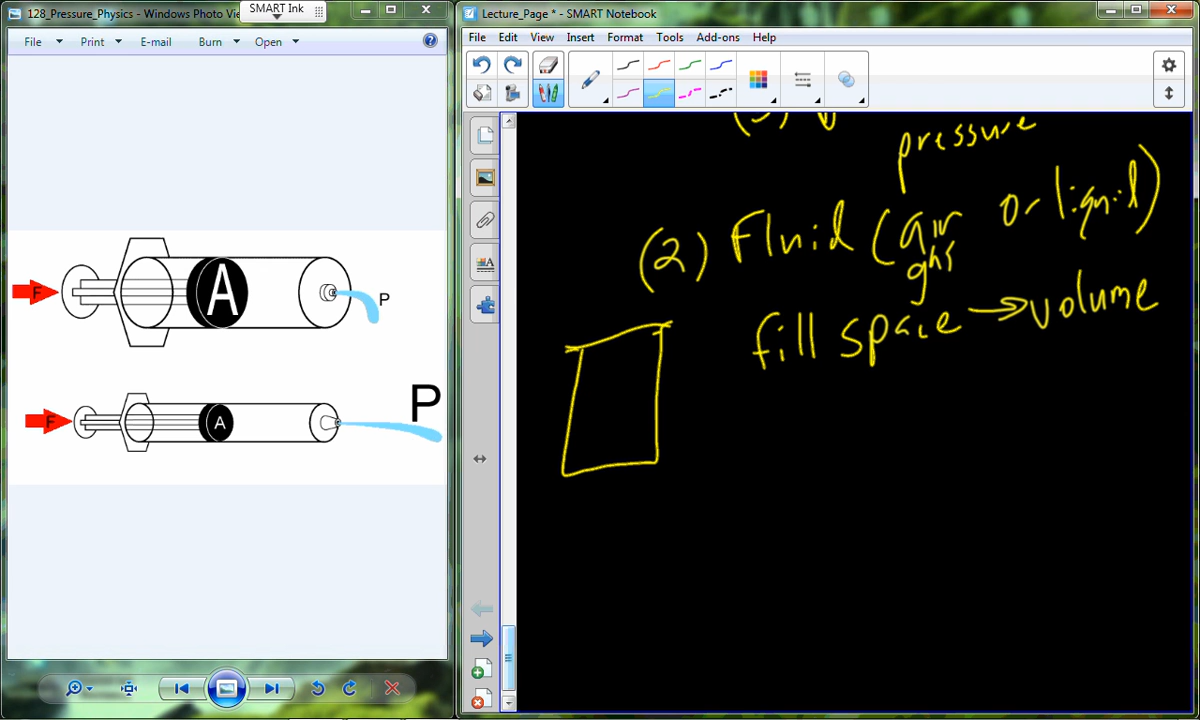 128_Pressure_Physics - Windows Photo Vie
SMART Ink
File Print E-mail Burn Open
F
A
P
F
A
P
Lecture_Page * - SMART Notebook
File Edit View Insert Format Tools Add-ons Help
pressure
(2) Fluid (air or liquid)
gas
fill space → volume